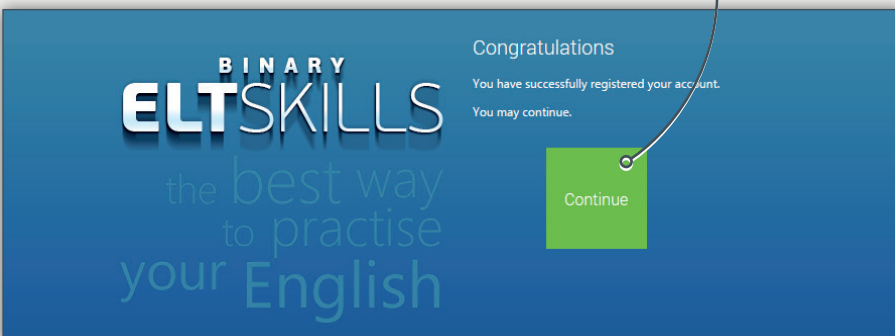 BINARY
ELTSKILLS
the best way
to practise
your English
Congratulations
You have successfully registered your account.
You may continue.
Continue